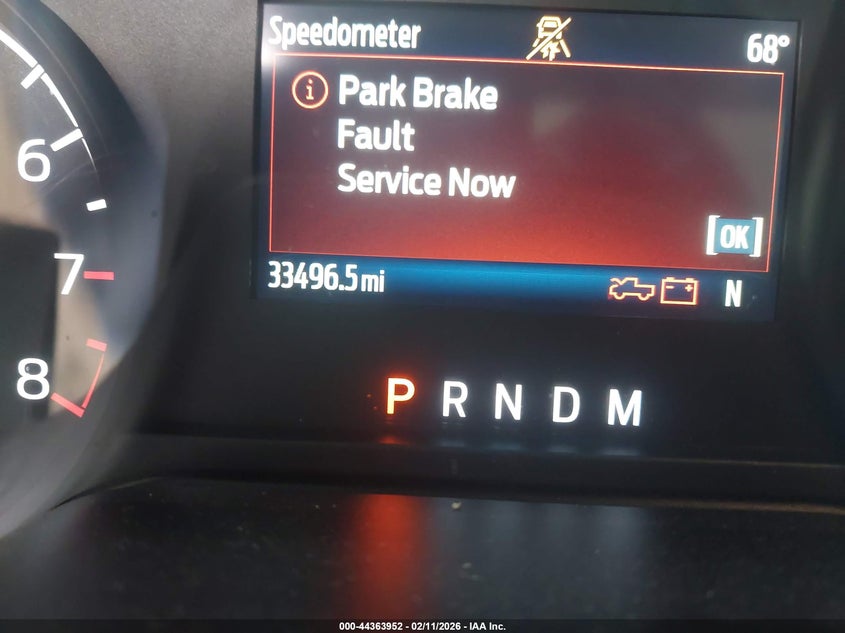 Speedometer 68°
Park Brake
Fault
Service Now
OK
33496.5 mi N
6
7
8
P R N D M
000-44363952 - 02/11/2026 - IAA Inc.